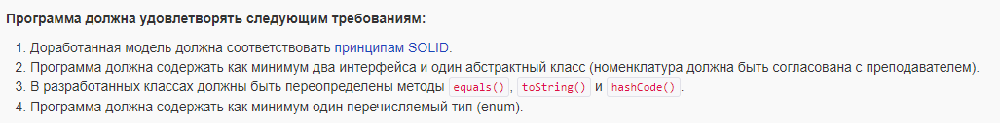 Программа должна удовлетворять следующим требованиям:
1. Доработанная модель должна соответствовать принципам SOLID.
2. Программа должна содержать как минимум два интерфейса и один абстрактный класс (номенклатура должна быть согласована с преподавателем).
3. В разработанных классах должны быть переопределены методы equals(), toString() и hashCode().
4. Программа должна содержать как минимум один перечисляемый тип (enum).